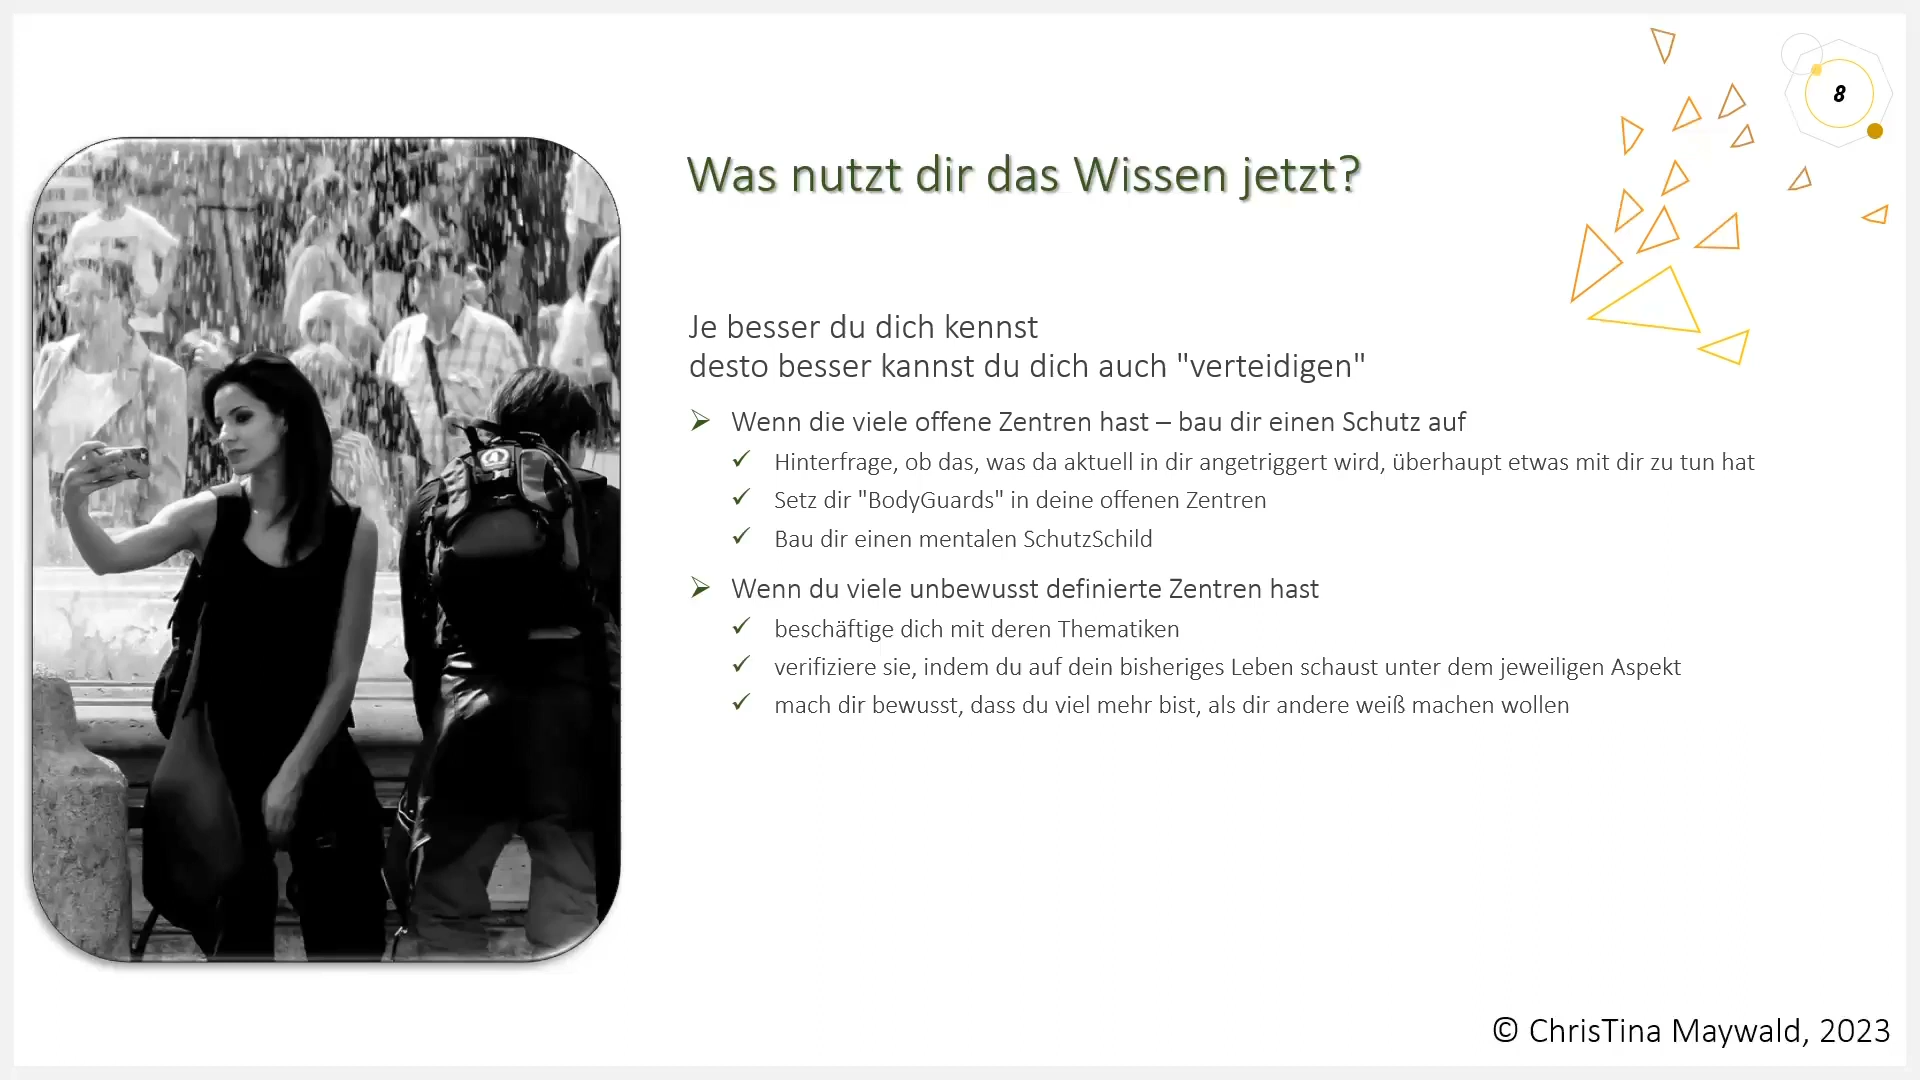 8
Was nutzt dir das Wissen jetzt?
Je besser du dich kennst
desto besser kannst du dich auch "verteidigen"
Wenn die viele offene Zentren hast – bau dir einen Schutz auf
Hinterfrage, ob das, was da aktuell in dir angetriggert wird, überhaupt etwas mit dir zu tun hat
Setz dir "BodyGuards" in deine offenen Zentren
Bau dir einen mentalen SchutzSchild
Wenn du viele unbewusst definierte Zentren hast
beschäftige dich mit deren Thematiken
verifiziere sie, indem du auf dein bisheriges Leben schaust unter dem jeweiligen Aspekt
mach dir bewusst, dass du viel mehr bist, als dir andere weiß machen wollen
© ChrisTina Maywald, 2023